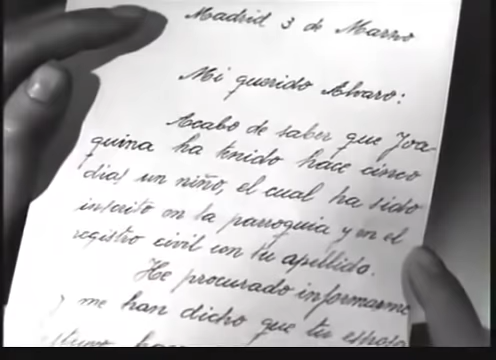 Madrid 3 de Marzo
Mi querido Alvaro:
Acabo de saber que Joa-
quina ha tenido hace cinco
dias un niño, el cual ha sido
inscrito en la parroquia y en el
registro civil con tu apellido.
He procurado informarme
y me han dicho que tu esposa
estuvo